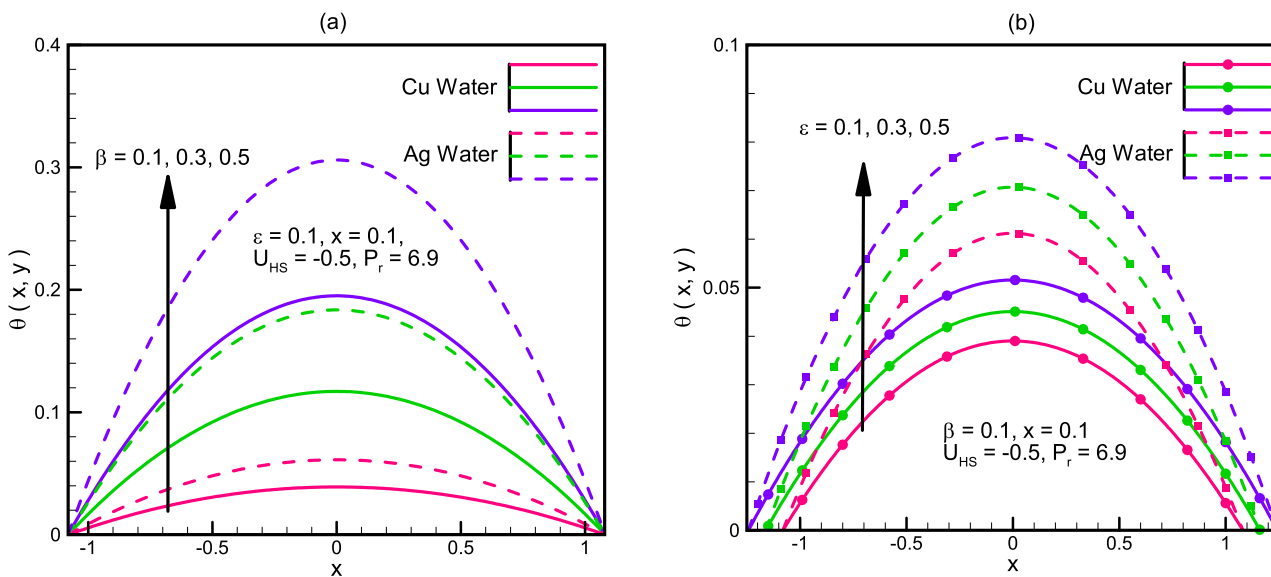 (a)
0.4
0.3
0.2
0.1
0
θ ( x, y )
Cu Water
Ag Water
β = 0.1, 0.3, 0.5
ε = 0.1, x = 0.1,
U_HS = -0.5, P_r = 6.9
-1 -0.5 0 0.5 1
x
(b)
0.1
0.05
0
θ ( x, y )
Cu Water
Ag Water
ε = 0.1, 0.3, 0.5
β = 0.1, x = 0.1
U_HS = -0.5, P_r = 6.9
-1 -0.5 0 0.5 1
x